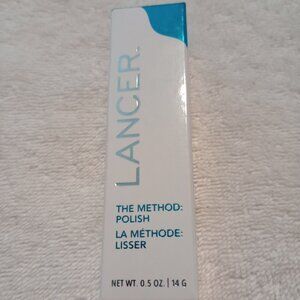 LANCER.
THE METHOD:
POLISH
LA MÉTHODE:
LISSER
NET WT. 0.5 OZ. | 14 G